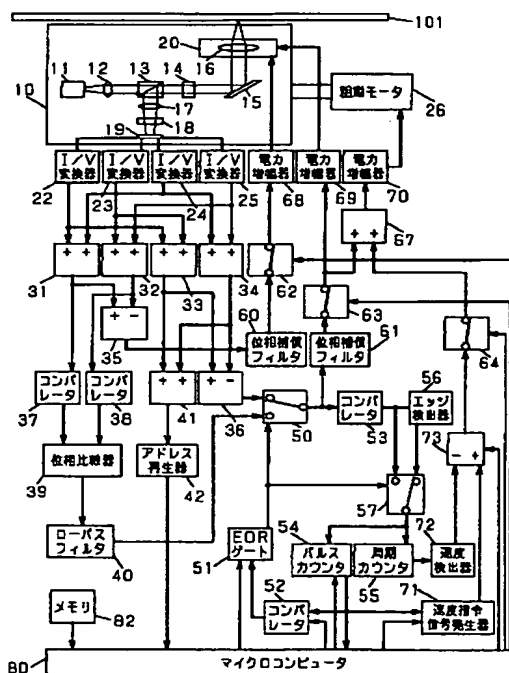 101
20
16
10
11
12
13
14
15
17
18
19
粗動モータ
26
I/V
変換器
I/V
変換器
I/V
変換器
I/V
変換器
電力
増幅器
電力
増幅器
電力
増幅器
22
23
24
25
68
69
70
+ +
67
+ +
+ +
+ +
+ +
31
32
33
34
62
63
64
+ -
35
60
61
位相補償
フィルタ
位相補償
フィルタ
コンパ
レータ
コンパ
レータ
37
38
+ +
+ -
41
36
50
コンパ
レータ
53
56
エッジ
検出器
73
- +
位相比較器
39
アドレス
再生器
42
57
ローパス
フィルタ
40
EOR
ゲート
51
54
パルス
カウンタ
周期
カウンタ
55
72
速度
検出器
71
メモリ
82
52
コンパ
レータ
速度指令
信号発生器
80
マイクロコンピュータ